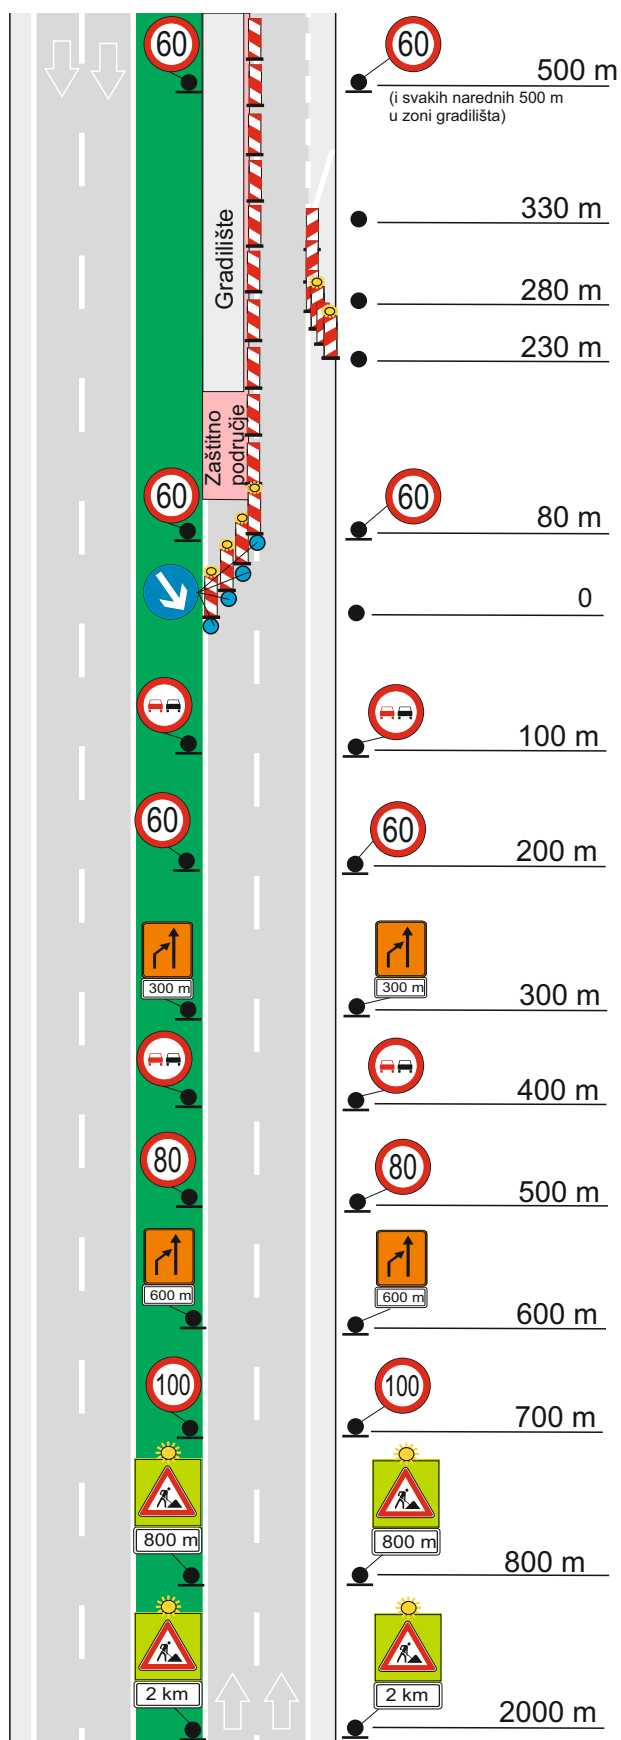 60
60
500 m
(i svakih narednih 500 m
u zoni gradilišta)
330 m
Gradilište
280 m
230 m
Zaštitno
područje
60
60
80 m
0
100 m
60
60
200 m
300 m
300 m
300 m
400 m
80
80
500 m
600 m
600 m
600 m
100
100
700 m
800 m
800 m
800 m
2 km
2 km
2000 m